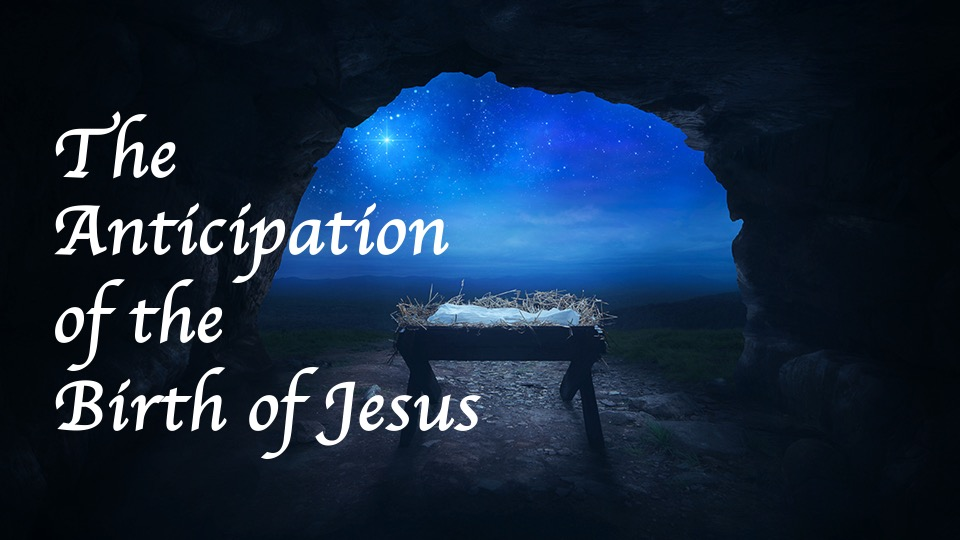 The
Anticipation
of the
Birth of Jesus